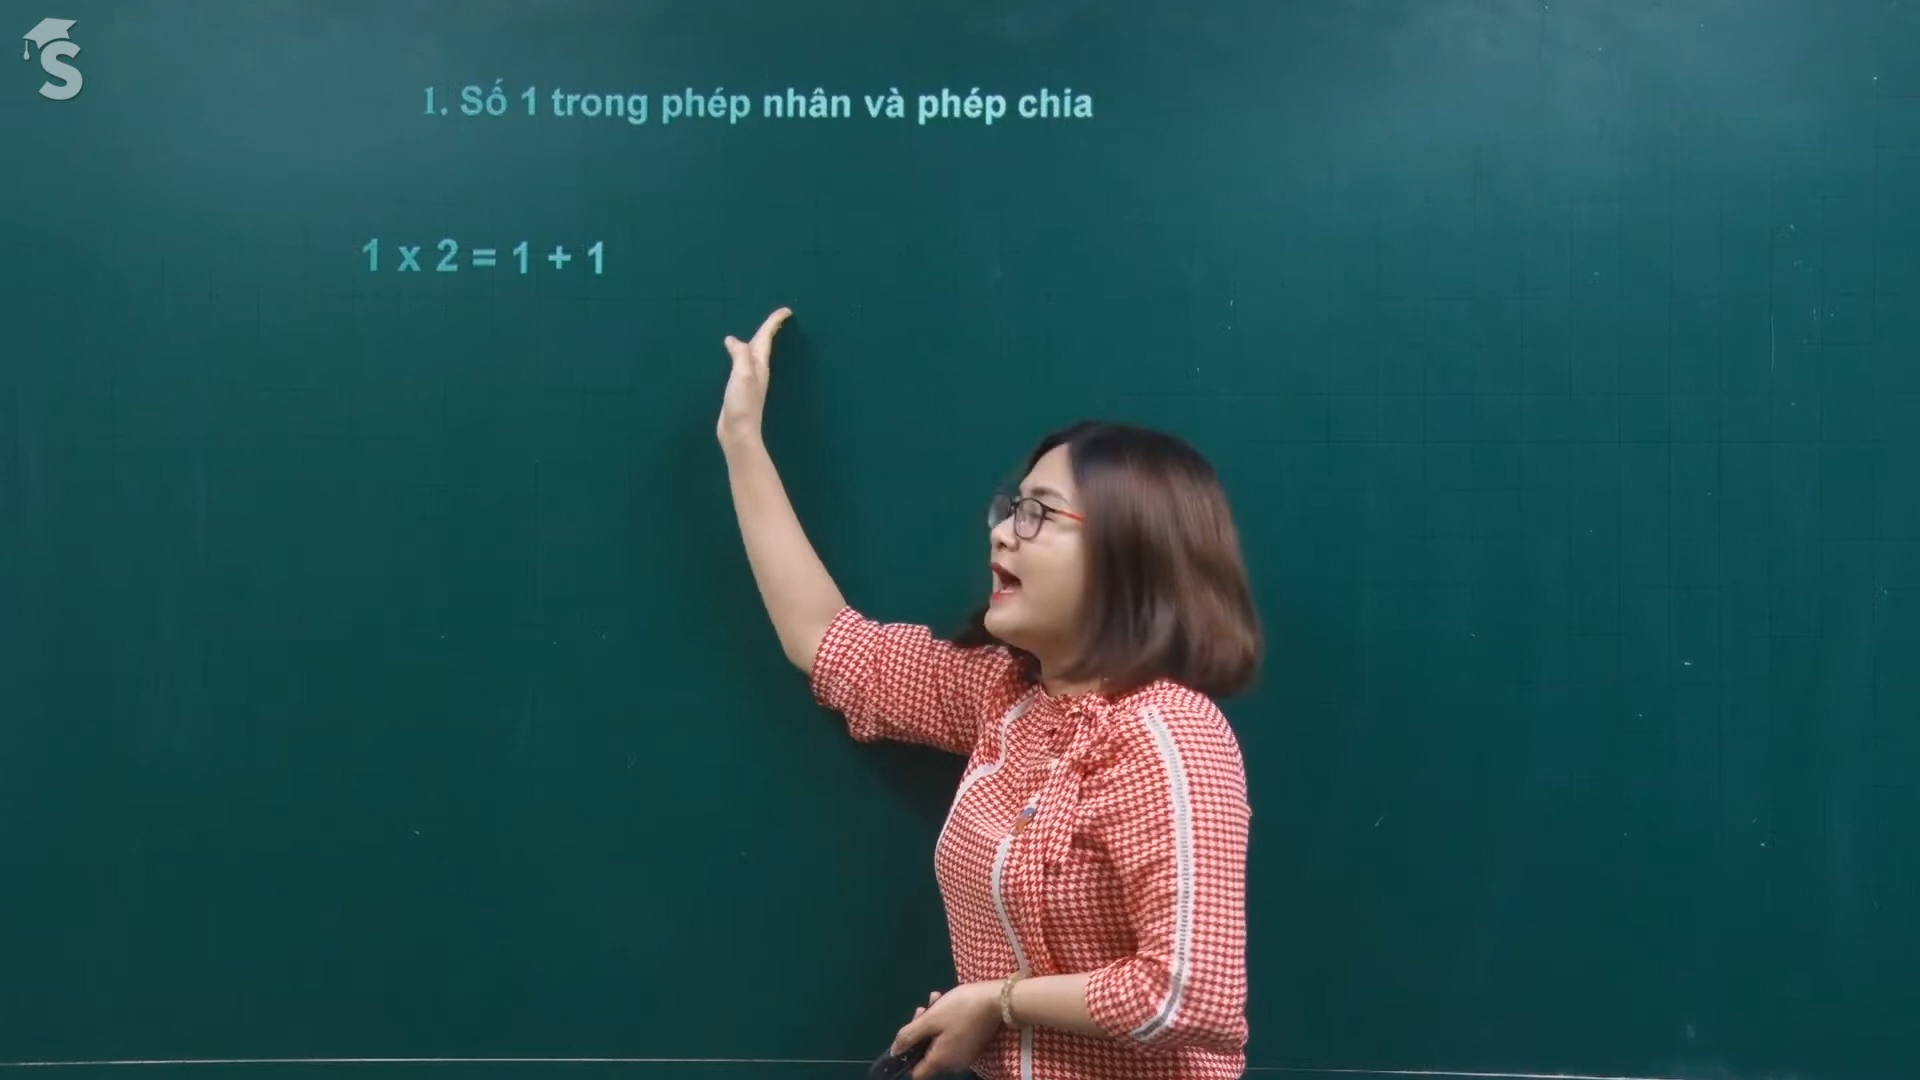 S
1. Số 1 trong phép nhân và phép chia
1 x 2 = 1 + 1